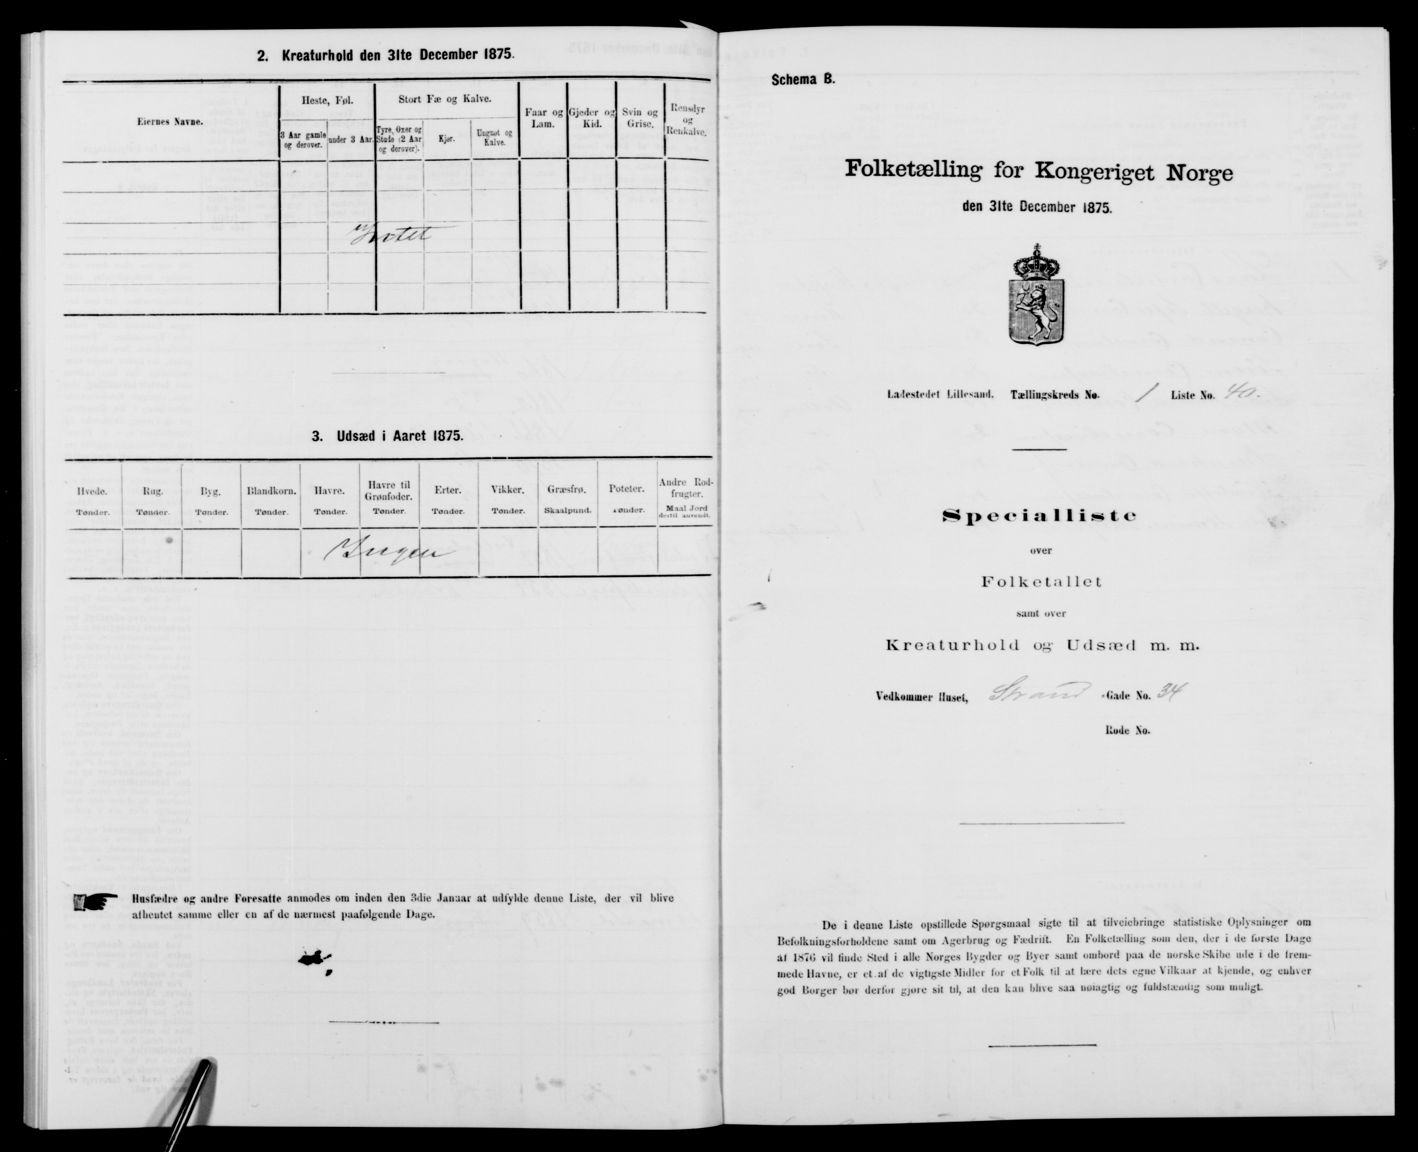 2. Kreaturhold den 31te December 1875.
Eiernes Navne.
Heste, Føl.
3 Aar gamle
og derover.
under 3 Aar.
Stort Fæ og Kalve.
Tyre, Oxer og
Stude (2 Aar
og derover).
Kjør.
Ungnøt og
Kalve.
Faar og
Lam.
Gjeder og
Kid.
Svin og
Grise.
Rensdyr
og
Renkalve.
3. Udsæd i Aaret 1875.
Hvede.
Tønder.
Rug.
Tønder.
Byg.
Tønder.
Blandkorn.
Tønder.
Havre.
Tønder.
Havre til
Grønfoder.
Tønder.
Erter.
Tønder.
Vikker.
Tønder.
Græsfrø.
Skaalpund.
Poteter.
Tønder.
Andre Rod-
frugter.
Maal Jord
dertil anvendt.
Ingen
Husfædre og andre Foresatte anmodes om inden den 3die Januar at udfylde denne Liste, der vil blive
afhentet samme eller en af de nærmest paafølgende Dage.
Schema B.
Folketælling for Kongeriget Norge
den 31te December 1875.
Ladestedet Lillesand. Tællingskreds No. 1 Liste No. 40.
Specialliste
over
Folketallet
samt over
Kreaturhold og Udsæd m. m.
Vedkommer Huset, Strand -Gade No. 34
Rode No.
De i denne Liste opstillede Spørgsmaal sigte til at tilveiebringe statistiske Oplysninger om
Befolkningsforholdene samt om Agerbrug og Fædrift. En Folketælling som den, der i de første Dage
af 1876 vil finde Sted i alle Norges Bygder og Byer samt ombord paa de norske Skibe ude i de frem-
mede Havne, er et af de vigtigste Midler for et Folk til at lære dets egne Vilkaar at kjende, og enhver
god Borger bør derfor gjøre sit til, at den kan blive saa nøiagtig og fuldstændig som muligt.